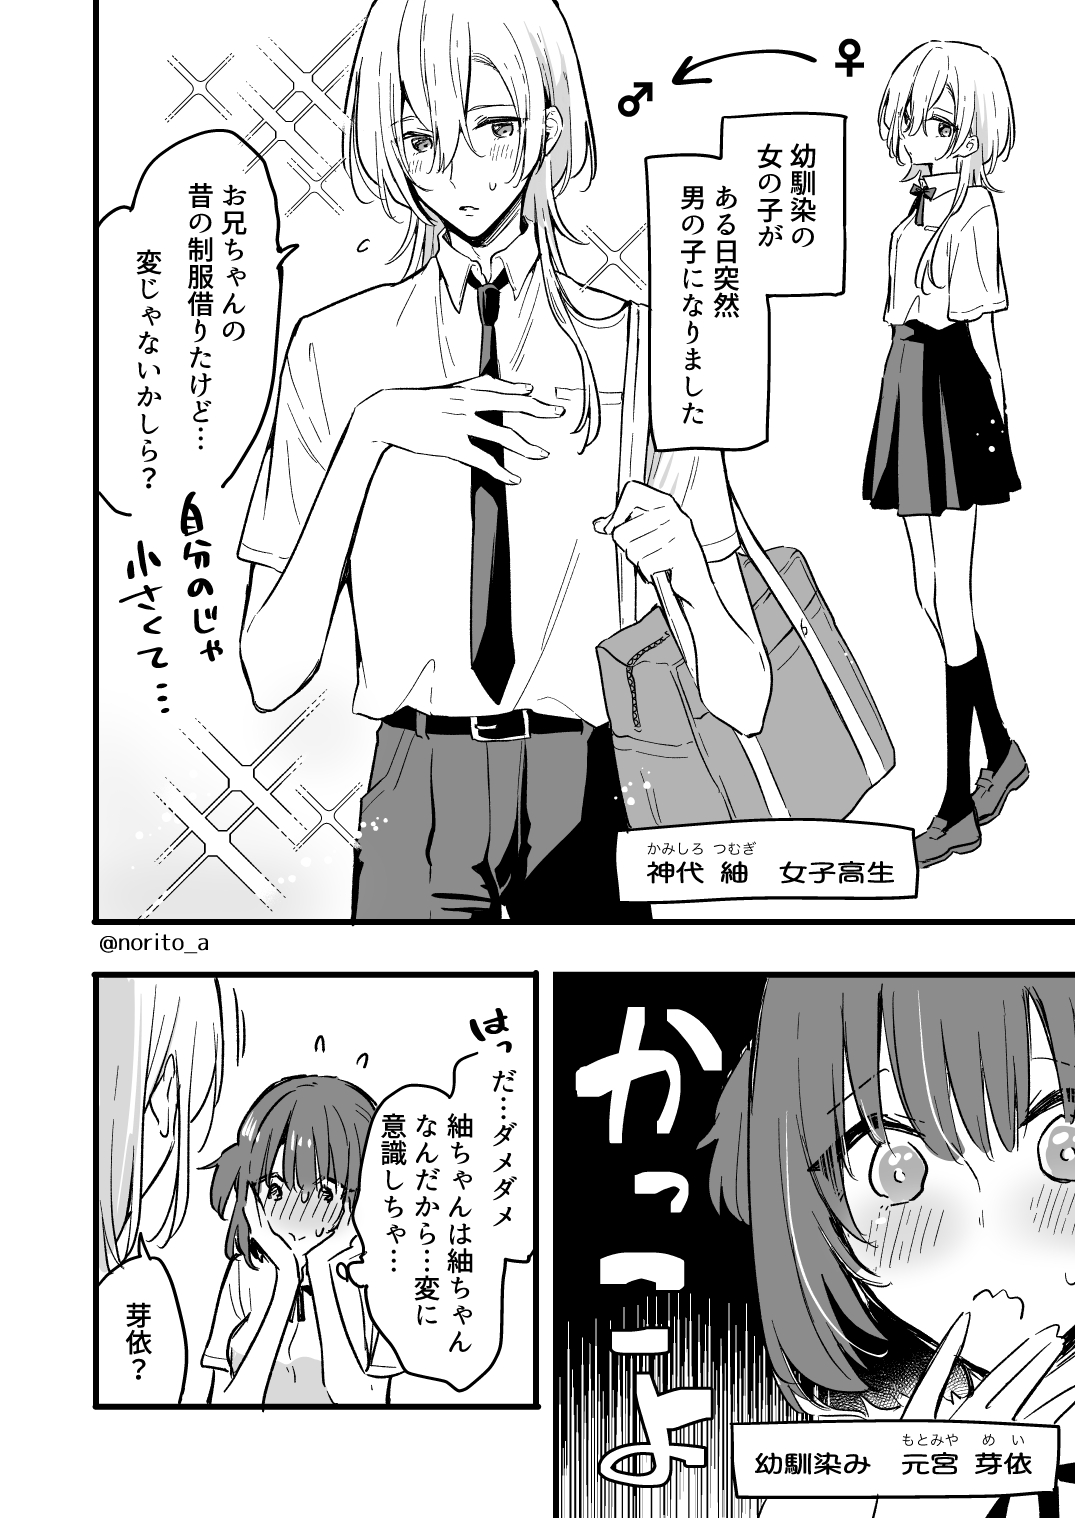 ♀
♂
幼馴染の
女の子が
ある日突然
男の子になりました
お兄ちゃんの
昔の制服借りたけど…
変じゃないかしら?
自分のじゃ
小さくて…
かみしろ つむぎ
神代 紬 女子高生
@norito_a
かっこよ
もとみや めい
幼馴染み 元宮 芽依
はっ
だ…ダメダメ
紬ちゃんは紬ちゃん
なんだから…変に
意識しちゃ…
芽依?